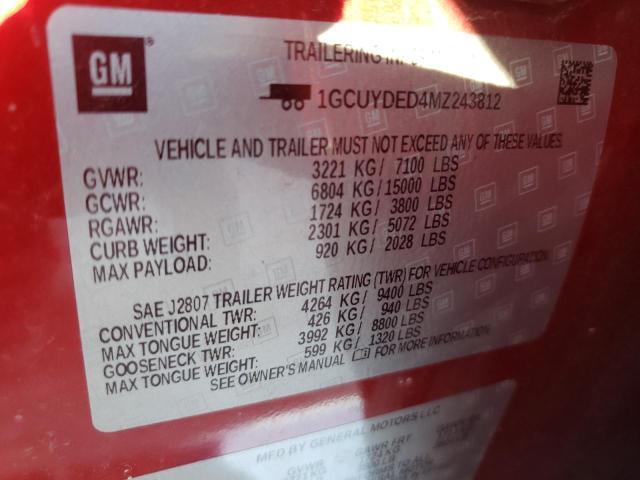 GM
TRAILERING
1GCUYDED4MZ243812
VEHICLE AND TRAILER MUST NOT EXCEED ANY OF THESE VALUES.
GVWR: 3221 KG/ 7100 LBS
GCWR: 6804 KG/15000 LBS
RGAWR: 1724 KG/ 3800 LBS
CURB WEIGHT: 2301 KG/ 5072 LBS
MAX PAYLOAD: 920 KG/ 2028 LBS
SAE J2807 TRAILER WEIGHT RATING (TWR) FOR VEHICLE CONFIGURATION.
CONVENTIONAL TWR: 4264 KG/ 9400 LBS
MAX TONGUE WEIGHT: 426 KG/ 940 LBS
GOOSENECK TWR: 3992 KG/ 8800 LBS
MAX TONGUE WEIGHT: 599 KG/ 1320 LBS
SEE OWNER'S MANUAL FOR MORE INFORMATION
MFD BY GENERAL MOTORS LLC
GVWR GAWR FRT